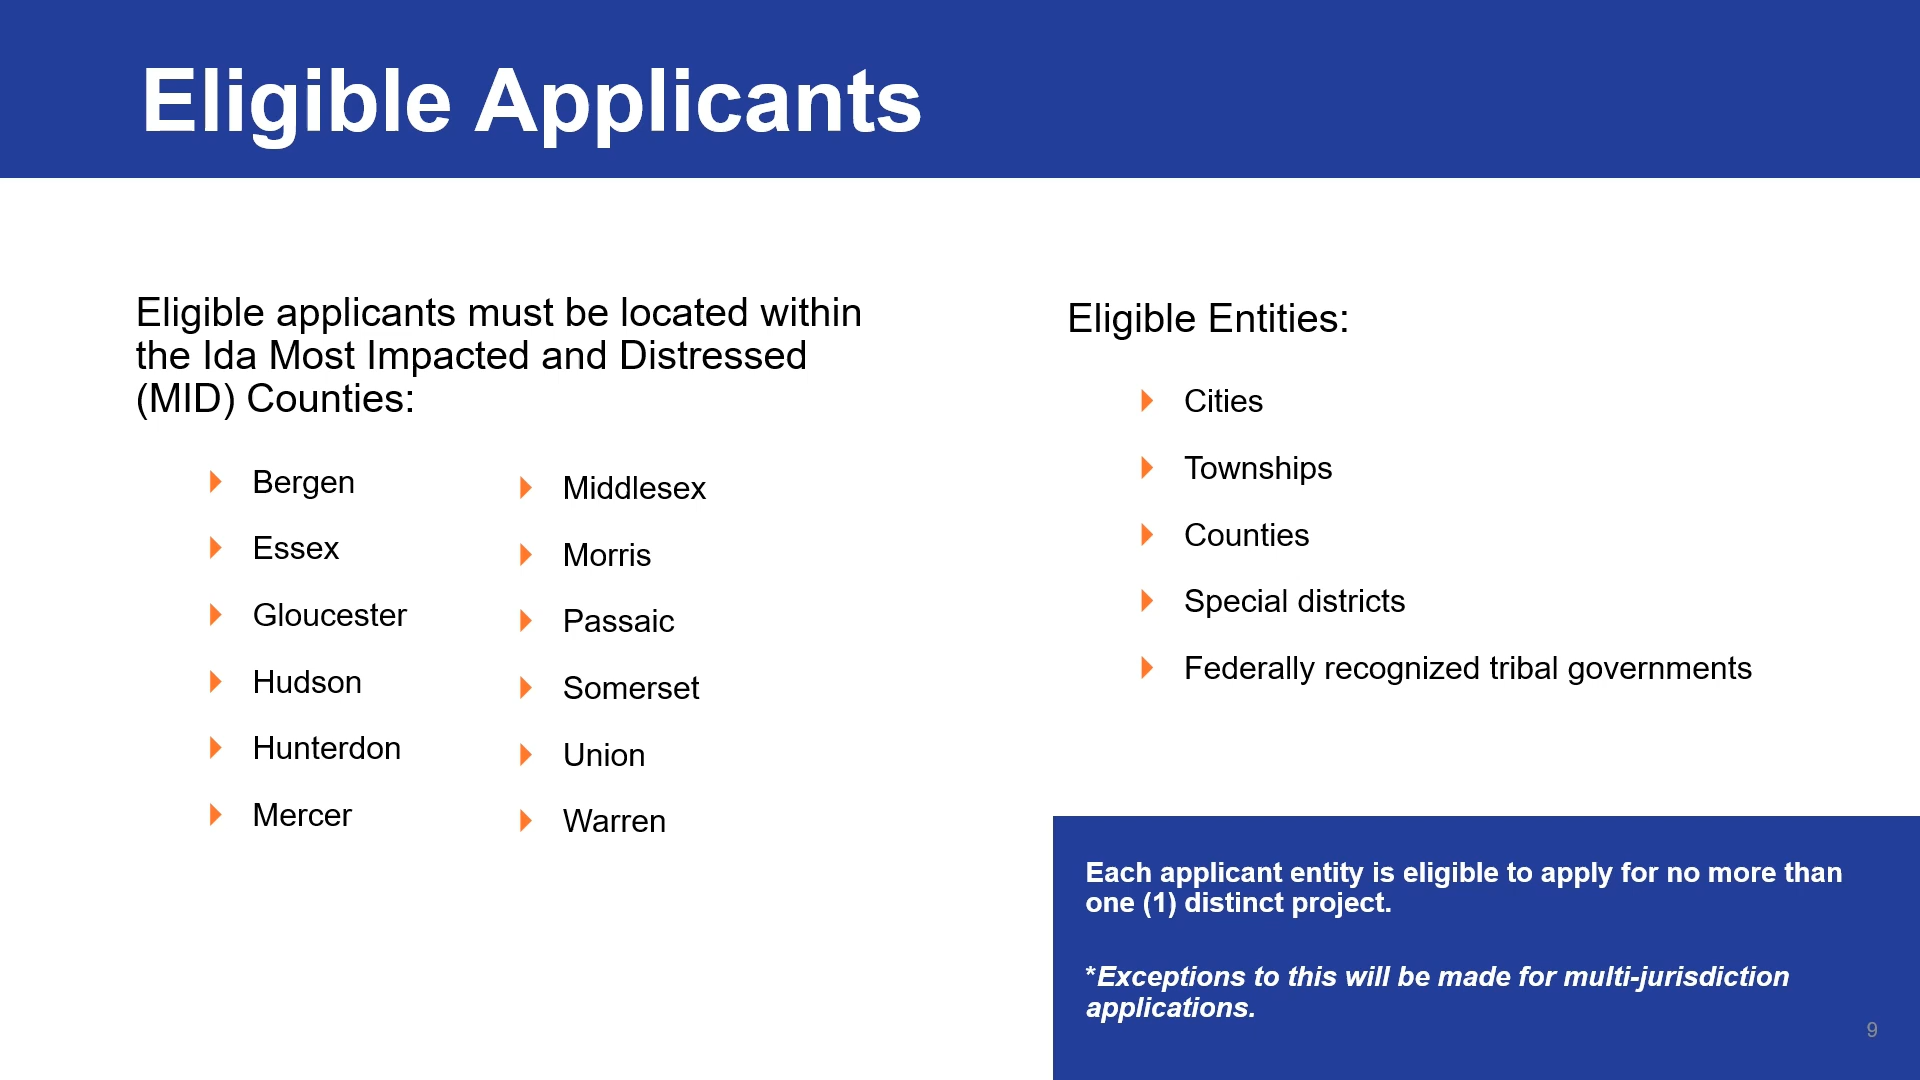 Eligible Applicants
Eligible applicants must be located within
the Ida Most Impacted and Distressed
(MID) Counties:
Bergen
Essex
Gloucester
Hudson
Hunterdon
Mercer
Middlesex
Morris
Passaic
Somerset
Union
Warren
Eligible Entities:
Cities
Townships
Counties
Special districts
Federally recognized tribal governments
Each applicant entity is eligible to apply for no more than
one (1) distinct project.
*Exceptions to this will be made for multi-jurisdiction
applications.
9